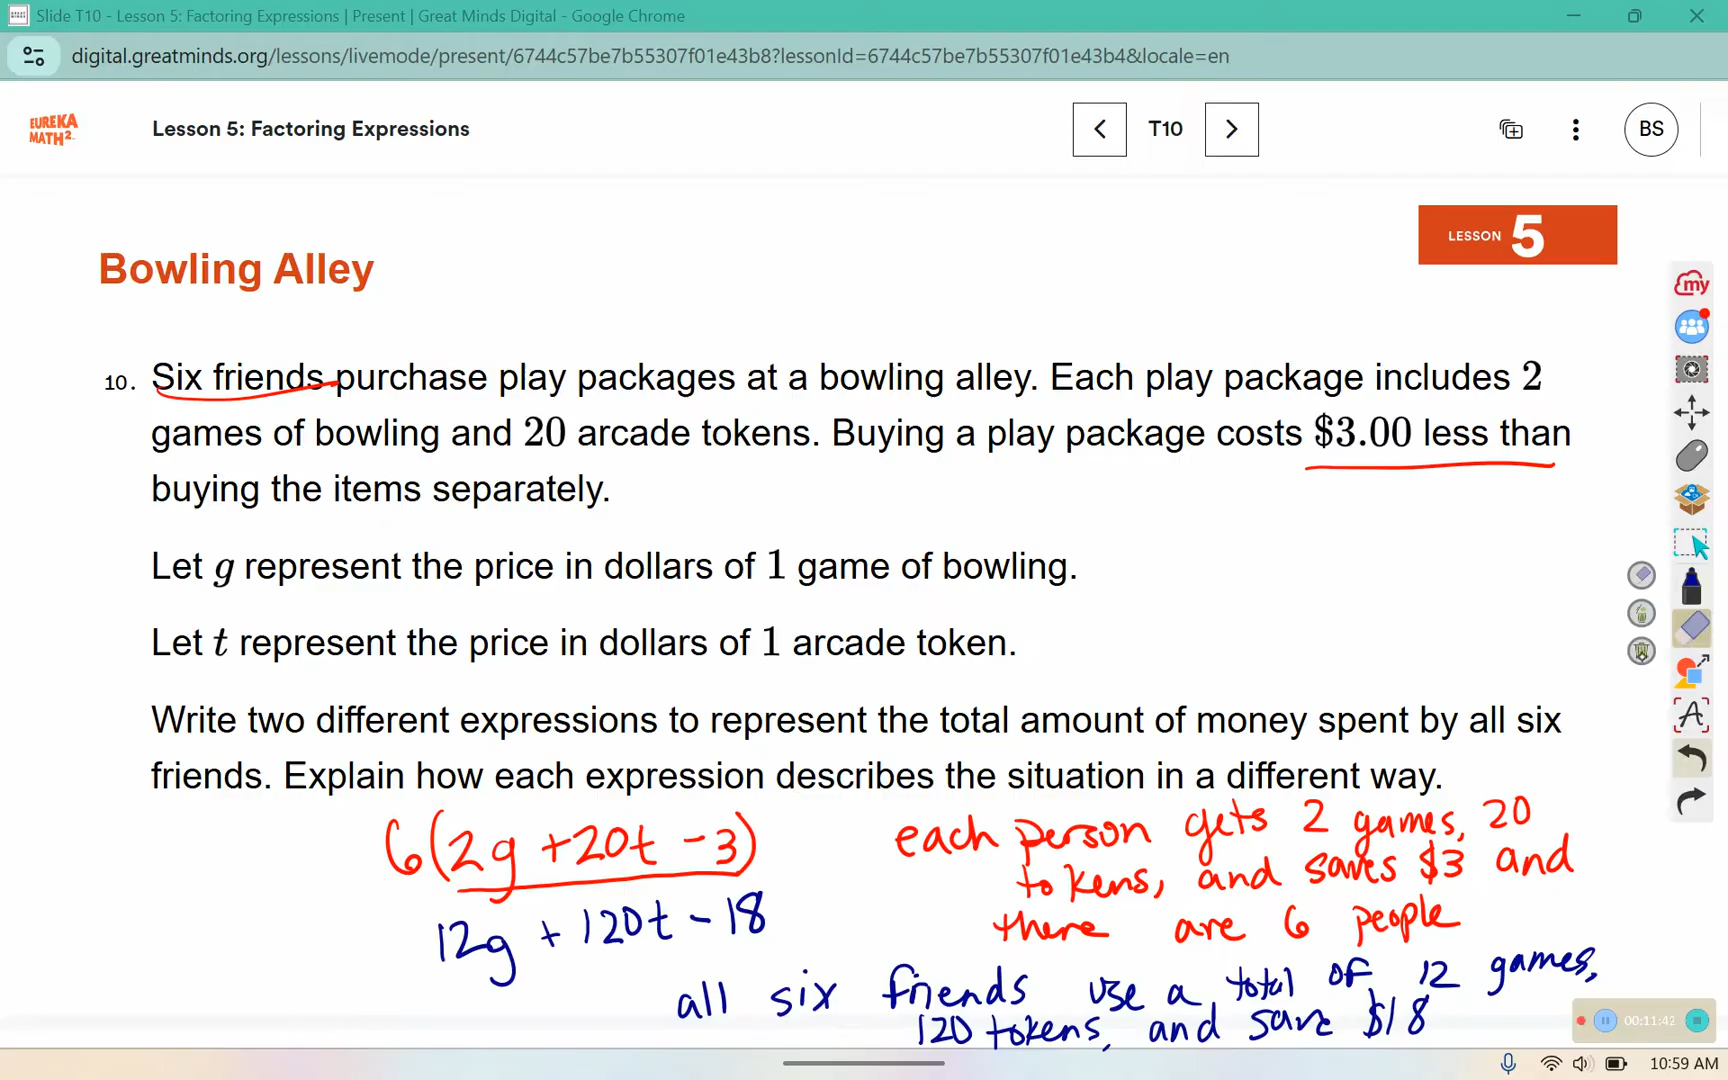 Slide T10 - Lesson 5: Factoring Expressions | Present | Great Minds Digital - Google Chrome
digital.greatminds.org/lessons/livemode/present/6744c57be7b55307f01e43b8?lessonId=6744c57be7b55307f01e43b4&locale=en
EUREKA
MATH²
Lesson 5: Factoring Expressions
T10
BS
LESSON 5
Bowling Alley
my
10. Six friends purchase play packages at a bowling alley. Each play package includes 2
games of bowling and 20 arcade tokens. Buying a play package costs $3.00 less than
buying the items separately.
Let g represent the price in dollars of 1 game of bowling.
Let t represent the price in dollars of 1 arcade token.
Write two different expressions to represent the total amount of money spent by all six
friends. Explain how each expression describes the situation in a different way.
6(2g +20t -3)
each person gets 2 games, 20
tokens, and saves $3 and
there are 6 people
12g + 120t - 18
all six friends use a total of 12 games,
120 tokens, and save $18
A
00:11:42
10:59 AM